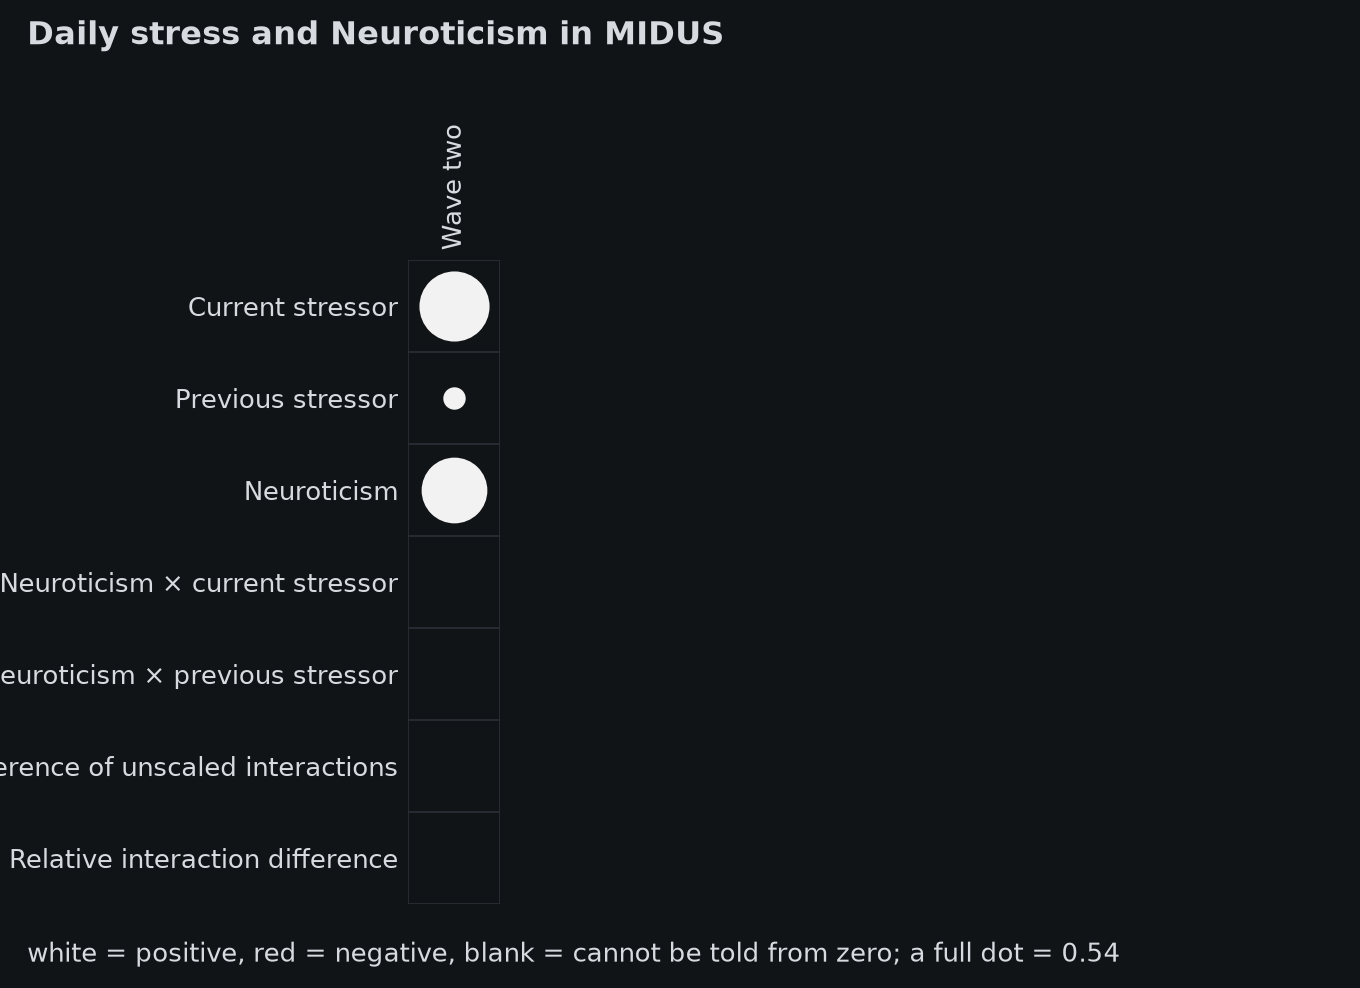 Daily stress and Neuroticism in MIDUS
Wave two
Current stressor
Previous stressor
Neuroticism
Neuroticism × current stressor
euroticism × previous stressor
erence of unscaled interactions
Relative interaction difference
white = positive, red = negative, blank = cannot be told from zero; a full dot = 0.54